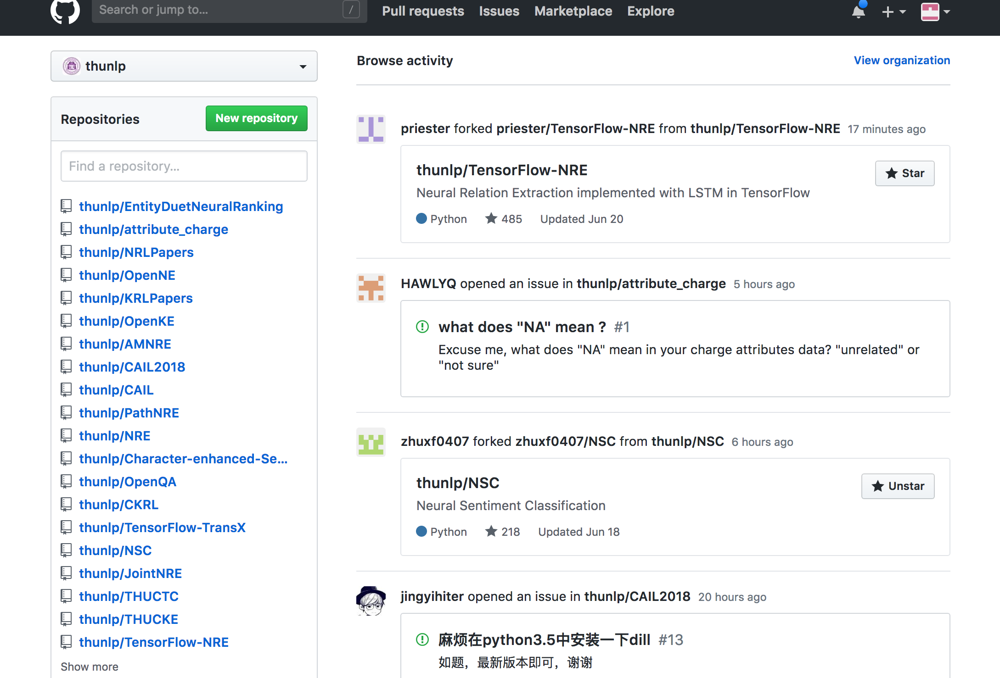 Search or jump to... /
Pull requests Issues Marketplace Explore
thunlp
Repositories
New repository
Find a repository...
thunlp/EntityDuetNeuralRanking
thunlp/attribute_charge
thunlp/NRLPapers
thunlp/OpenNE
thunlp/KRLPapers
thunlp/OpenKE
thunlp/AMNRE
thunlp/CAIL2018
thunlp/CAIL
thunlp/PathNRE
thunlp/NRE
thunlp/Character-enhanced-Se...
thunlp/OpenQA
thunlp/CKRL
thunlp/TensorFlow-TransX
thunlp/NSC
thunlp/JointNRE
thunlp/THUCTC
thunlp/THUCKE
thunlp/TensorFlow-NRE
Show more
Browse activity
View organization
priester forked priester/TensorFlow-NRE from thunlp/TensorFlow-NRE 17 minutes ago
thunlp/TensorFlow-NRE
Star
Neural Relation Extraction implemented with LSTM in TensorFlow
Python 485 Updated Jun 20
HAWLYQ opened an issue in thunlp/attribute_charge 5 hours ago
what does "NA" mean ? #1
Excuse me, what does "NA" mean in your charge attributes data? "unrelated" or
"not sure"
zhuxf0407 forked zhuxf0407/NSC from thunlp/NSC 6 hours ago
thunlp/NSC
Unstar
Neural Sentiment Classification
Python 218 Updated Jun 18
jingyihiter opened an issue in thunlp/CAIL2018 20 hours ago
麻烦在python3.5中安装一下dill #13
如题，最新版本即可，谢谢